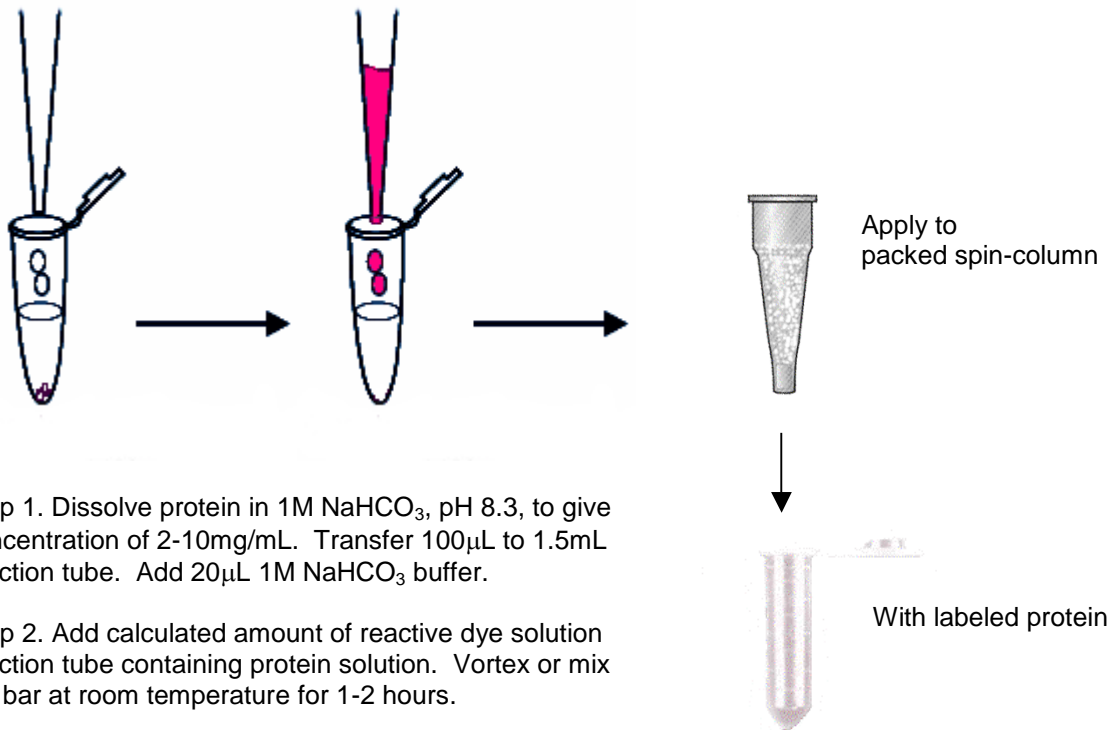 Apply to
packed spin-column
p 1. Dissolve protein in 1M NaHCO₃, pH 8.3, to give
ncentration of 2-10mg/mL. Transfer 100µL to 1.5mL
ction tube. Add 20µL 1M NaHCO₃ buffer.
p 2. Add calculated amount of reactive dye solution
ction tube containing protein solution. Vortex or mix
bar at room temperature for 1-2 hours.
With labeled protein